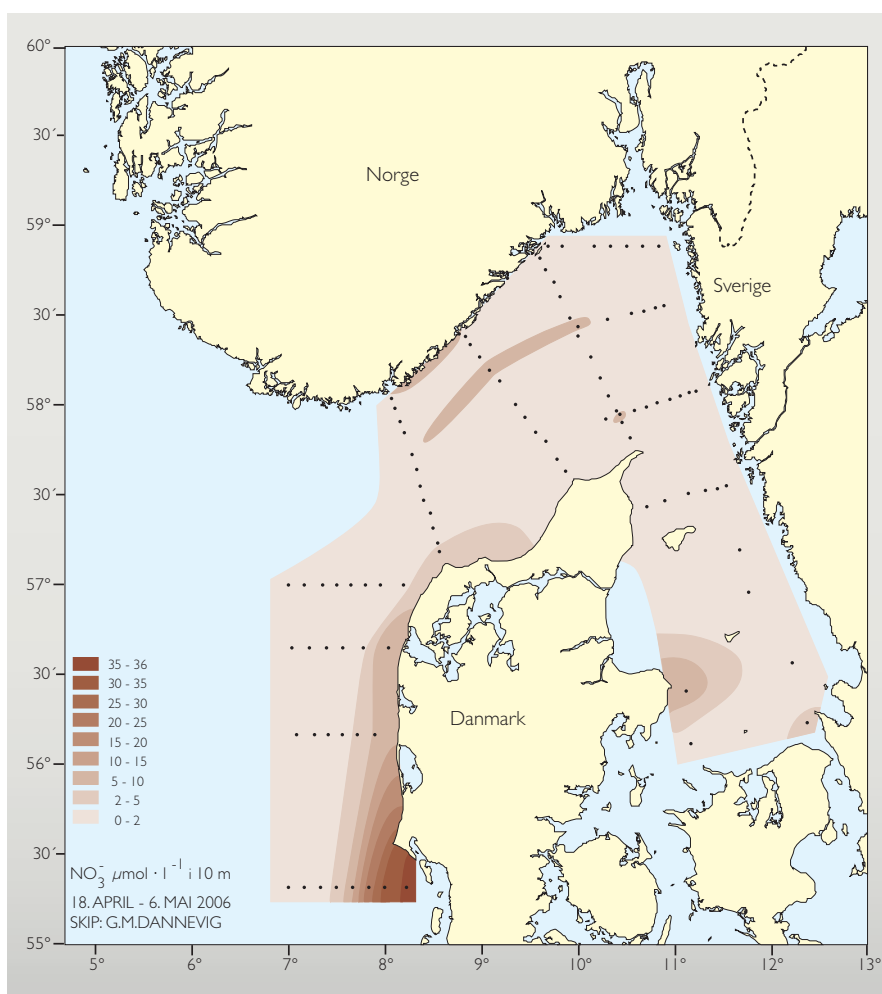 60°
30′
Norge
59°
Sverige
30′
58°
30′
57°
35 - 36
30 - 35
30′
25 - 30
20 - 25
Danmark
15 - 20
10 - 15
56°
5 - 10
2 - 5
0 - 2
30′
NO₃⁻ μmol · l⁻¹ i 10 m
18. APRIL - 6. MAI 2006
SKIP: G.M.DANNEVIG
55°
5° 6° 7° 8° 9° 10° 11° 12° 13°